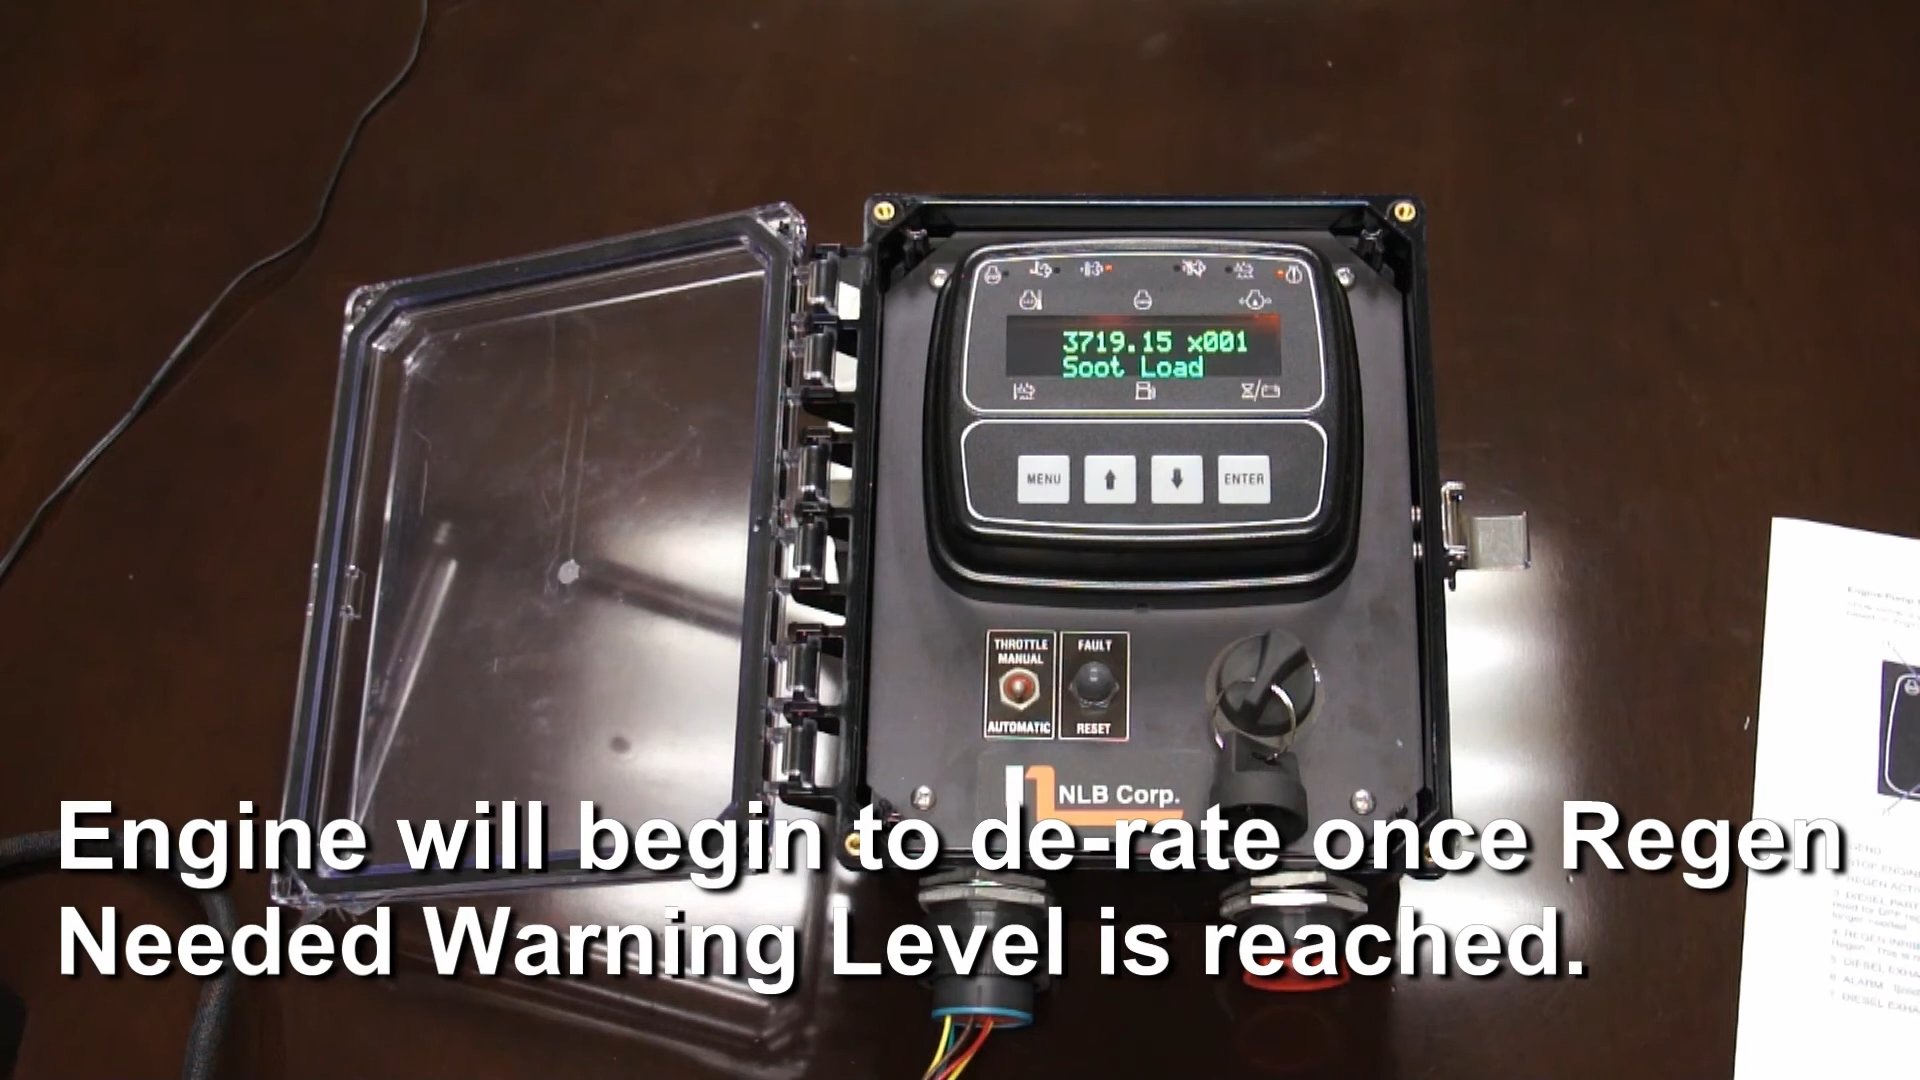 3719.15 x001
Soot Load
MENU
ENTER
THROTTLE
MANUAL
AUTOMATIC
FAULT
RESET
NLB Corp.
Engine will begin to de-rate once Regen
Needed Warning Level is reached.